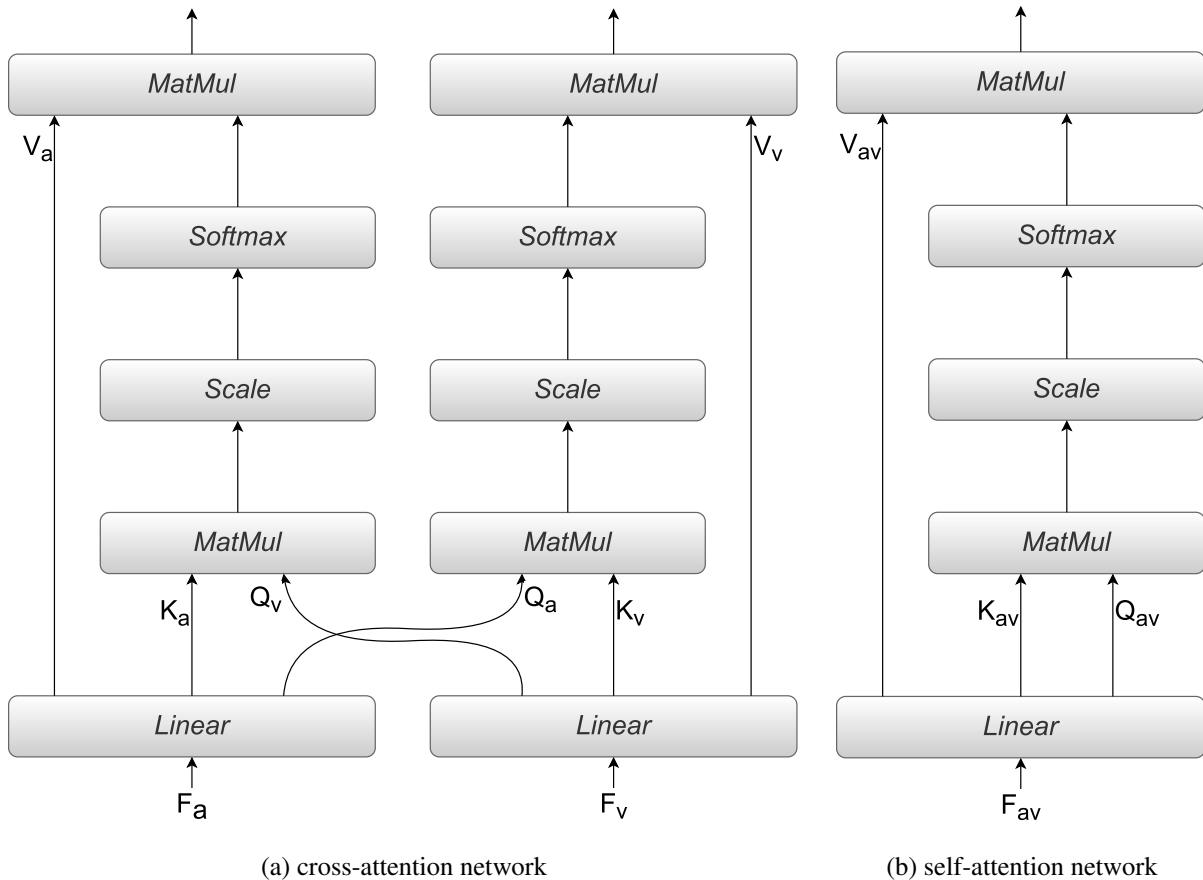 MatMul MatMul MatMul
Va Vv Vav
Softmax Softmax Softmax
Scale Scale Scale
MatMul MatMul MatMul
Ka Qv Qa Kv Kav Qav
Linear Linear Linear
Fa Fv Fav
(a) cross-attention network (b) self-attention network